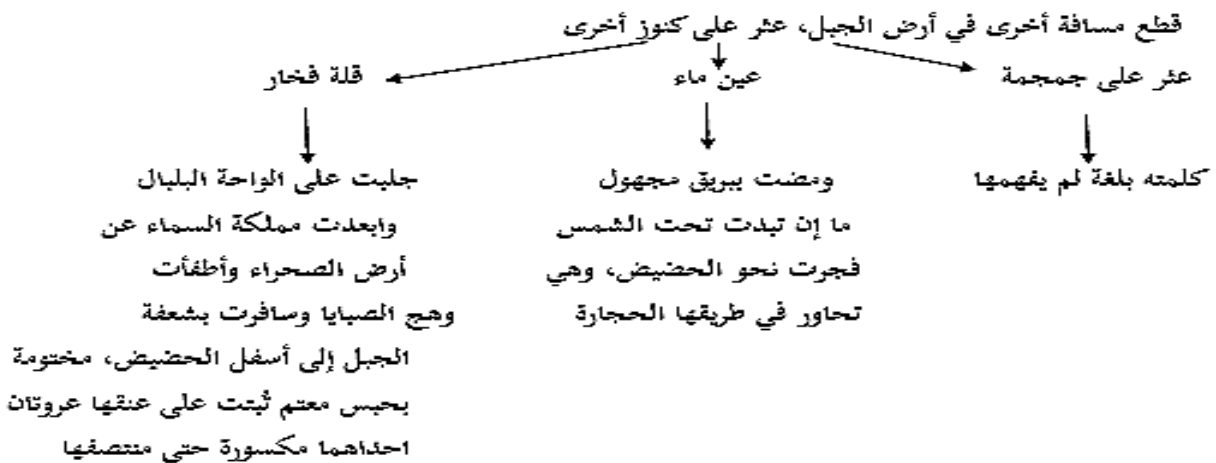 قطع مسافة أخرى في أرض الجبل، عثر على كنوز أخرى
عثر على جمجمة
عين ماء
قلة فخار
كلمته بلغة لم يفهمها
ومضت ببريق مجهول
ما إن تبدت تحت الشمس
فجرت نحو الحضيض، وهي
تحاور في طريقها الحجارة
جلبت على الواحة البلبال
وابعدت مملكة السماء عن
أرض الصحراء وأطفأت
وهج الصبايا وسافرت بشعفة
الجبل إلى أسفل الحضيض، مختومة
بحبس معتم ثُبتت على عنقها عروتان
احداهما مكسورة حتى منتصفها